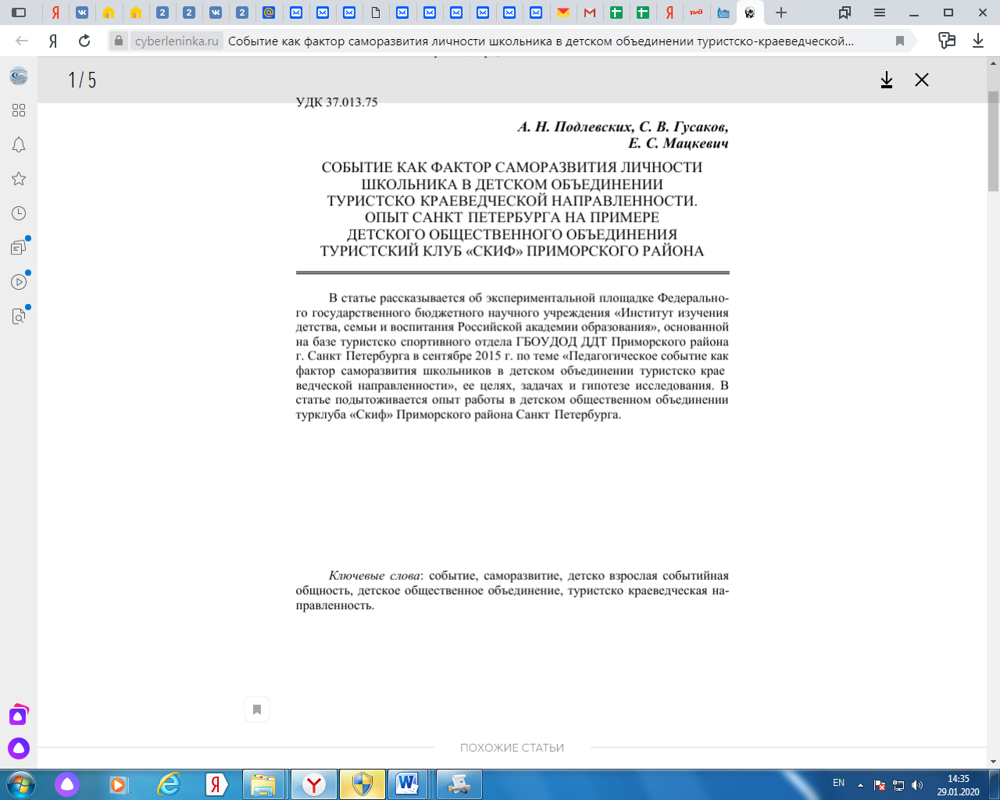 cyberleninka.ru Событие как фактор саморазвития личности школьника в детском объединении туристско-краеведческой...
1 / 5
УДК 37.013.75
А. Н. Подлевских, С. В. Гусаков,
Е. С. Мацкевич
СОБЫТИЕ КАК ФАКТОР САМОРАЗВИТИЯ ЛИЧНОСТИ
ШКОЛЬНИКА В ДЕТСКОМ ОБЪЕДИНЕНИИ
ТУРИСТСКО КРАЕВЕДЧЕСКОЙ НАПРАВЛЕННОСТИ.
ОПЫТ САНКТ ПЕТЕРБУРГА НА ПРИМЕРЕ
ДЕТСКОГО ОБЩЕСТВЕННОГО ОБЪЕДИНЕНИЯ
ТУРИСТСКИЙ КЛУБ «СКИФ» ПРИМОРСКОГО РАЙОНА
В статье рассказывается об экспериментальной площадке Федерально-
го государственного бюджетного научного учреждения «Институт изучения
детства, семьи и воспитания Российской академии образования», основанной
на базе туристско спортивного отдела ГБОУДОД ДДТ Приморского района
г. Санкт Петербурга в сентябре 2015 г. по теме «Педагогическое событие как
фактор саморазвития школьников в детском объединении туристско крае
ведческой направленности», ее целях, задачах и гипотезе исследования. В
статье подытоживается опыт работы в детском общественном объединении
турклуба «Скиф» Приморского района Санкт Петербурга.
Ключевые слова: событие, саморазвитие, детско взрослая событийная
общность, детское общественное объединение, туристско краеведческая на-
правленность.
ПОХОЖИЕ СТАТЬИ
EN
14:35
29.01.2020